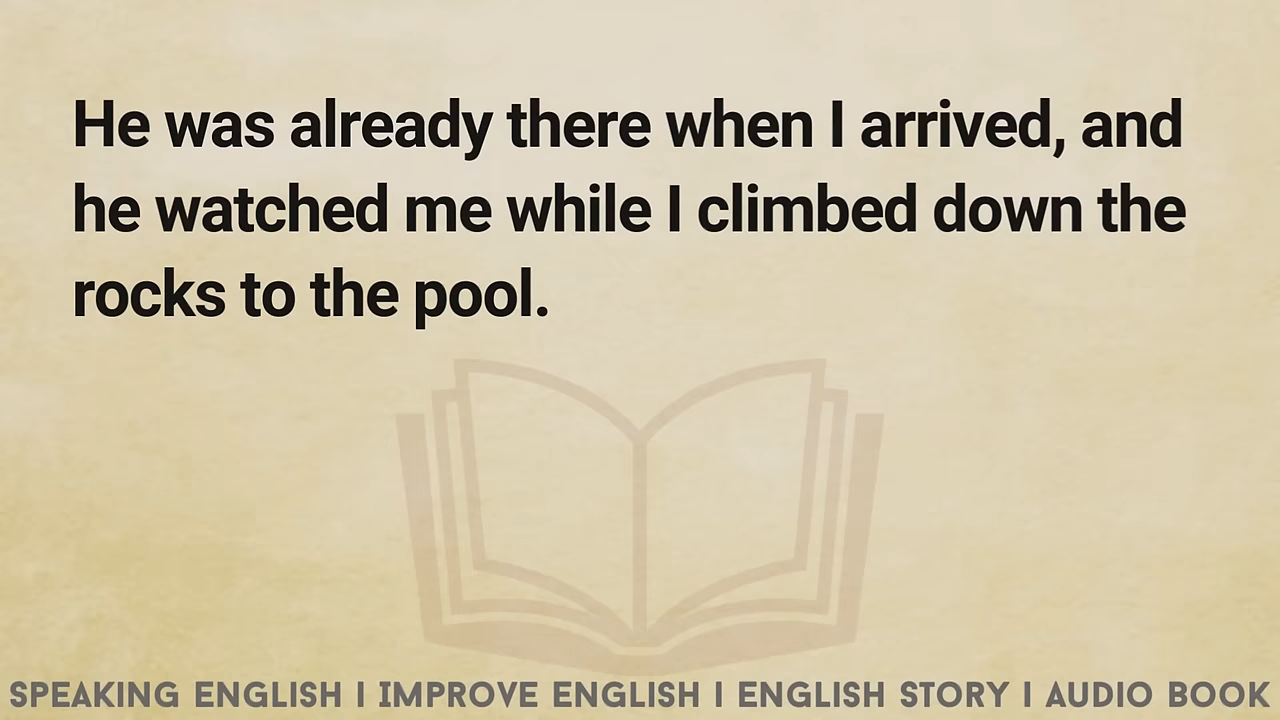 He was already there when I arrived, and
he watched me while I climbed down the
rocks to the pool.
SPEAKING ENGLISH I IMPROVE ENGLISH I ENGLISH STORY I AUDIO BOOK